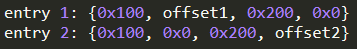 entry 1: {0x100, offset1, 0x200, 0x0}
entry 2: {0x100, 0x0, 0x200, offset2}